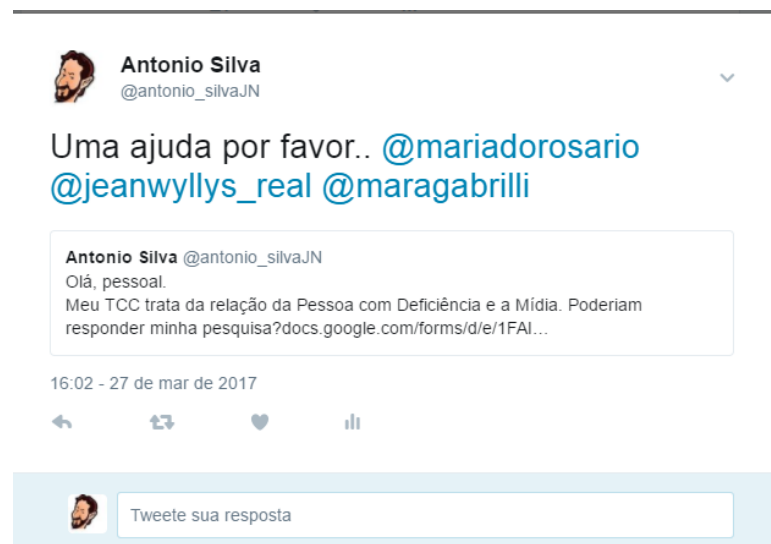 Antonio Silva
@antonio_silvaJN
Uma ajuda por favor.. @mariadorosario
@jeanwyllys_real @maragabrilli
Antonio Silva @antonio_silvaJN
Olá, pessoal.
Meu TCC trata da relação da Pessoa com Deficiência e a Mídia. Poderiam
responder minha pesquisa?docs.google.com/forms/d/e/1FAI...
16:02 - 27 de mar de 2017
Tweete sua resposta